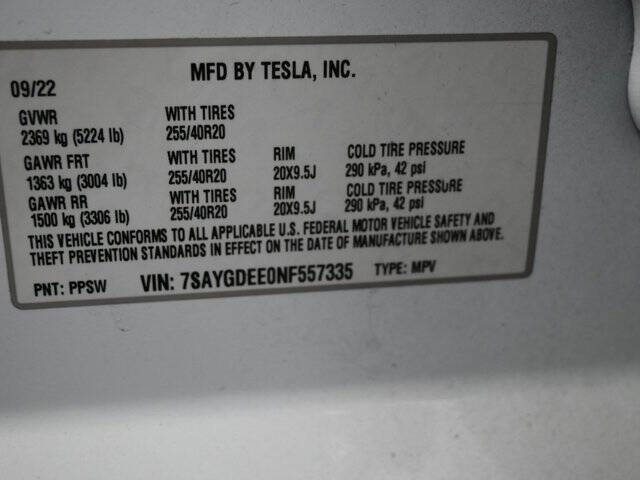 MFD BY TESLA, INC.
09/22
GVWR WITH TIRES
2369 kg (5224 lb) 255/40R20
GAWR FRT WITH TIRES RIM COLD TIRE PRESSURE
1363 kg (3004 lb) 255/40R20 20X9.5J 290 kPa, 42 psi
GAWR RR WITH TIRES RIM COLD TIRE PRESSURE
1500 kg (3306 lb) 255/40R20 20X9.5J 290 kPa, 42 psi
THIS VEHICLE CONFORMS TO ALL APPLICABLE U.S. FEDERAL MOTOR VEHICLE SAFETY AND
THEFT PREVENTION STANDARDS IN EFFECT ON THE DATE OF MANUFACTURE SHOWN ABOVE.
PNT: PPSW VIN: 7SAYGDEE0NF557335 TYPE: MPV